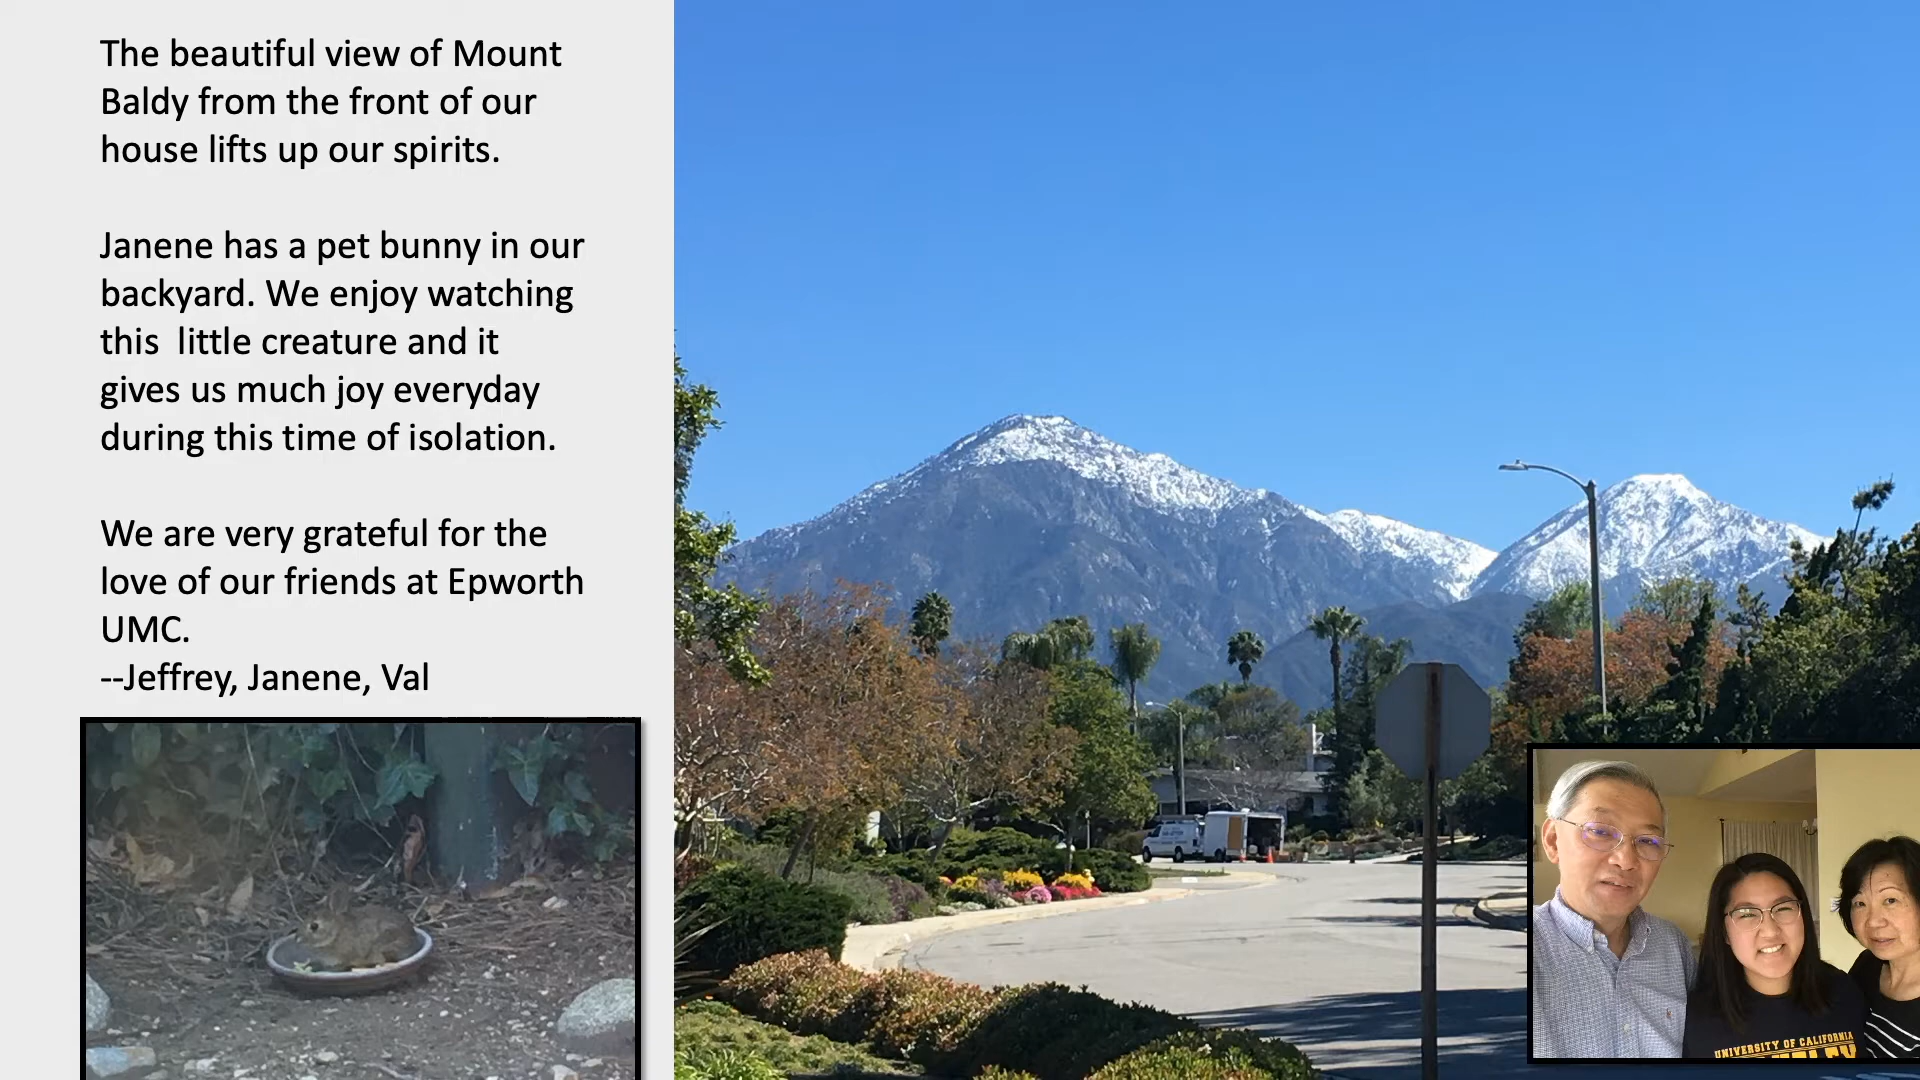 The beautiful view of Mount
Baldy from the front of our
house lifts up our spirits.
Janene has a pet bunny in our
backyard. We enjoy watching
this  little creature and it
gives us much joy everyday
during this time of isolation.
We are very grateful for the
love of our friends at Epworth
UMC.
--Jeffrey, Janene, Val
UNIVERSITY OF CALIFORNIA